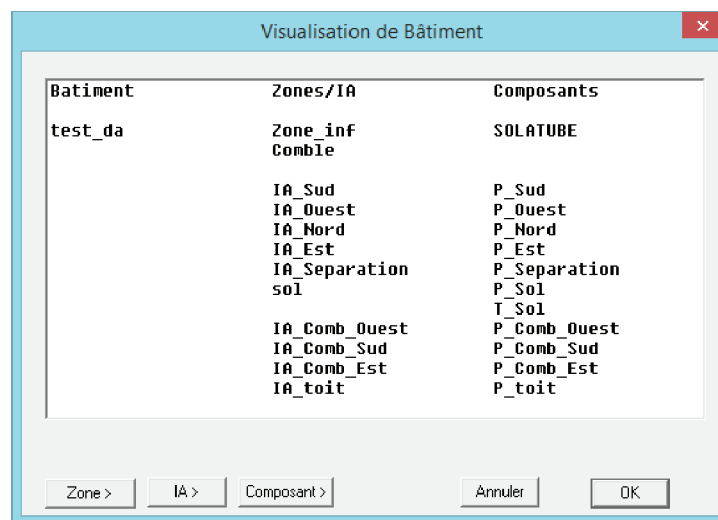 Visualisation de Bâtiment
Batiment Zones/IA Composants
test_da Zone_inf SOLATUBE
Comble
IA_Sud P_Sud
IA_Ouest P_Ouest
IA_Nord P_Nord
IA_Est P_Est
IA_Separation P_Separation
sol P_Sol
T_Sol
IA_Comb_Ouest P_Comb_Ouest
IA_Comb_Sud P_Comb_Sud
IA_Comb_Est P_Comb_Est
IA_toit P_toit
Zone > IA > Composant > Annuler OK